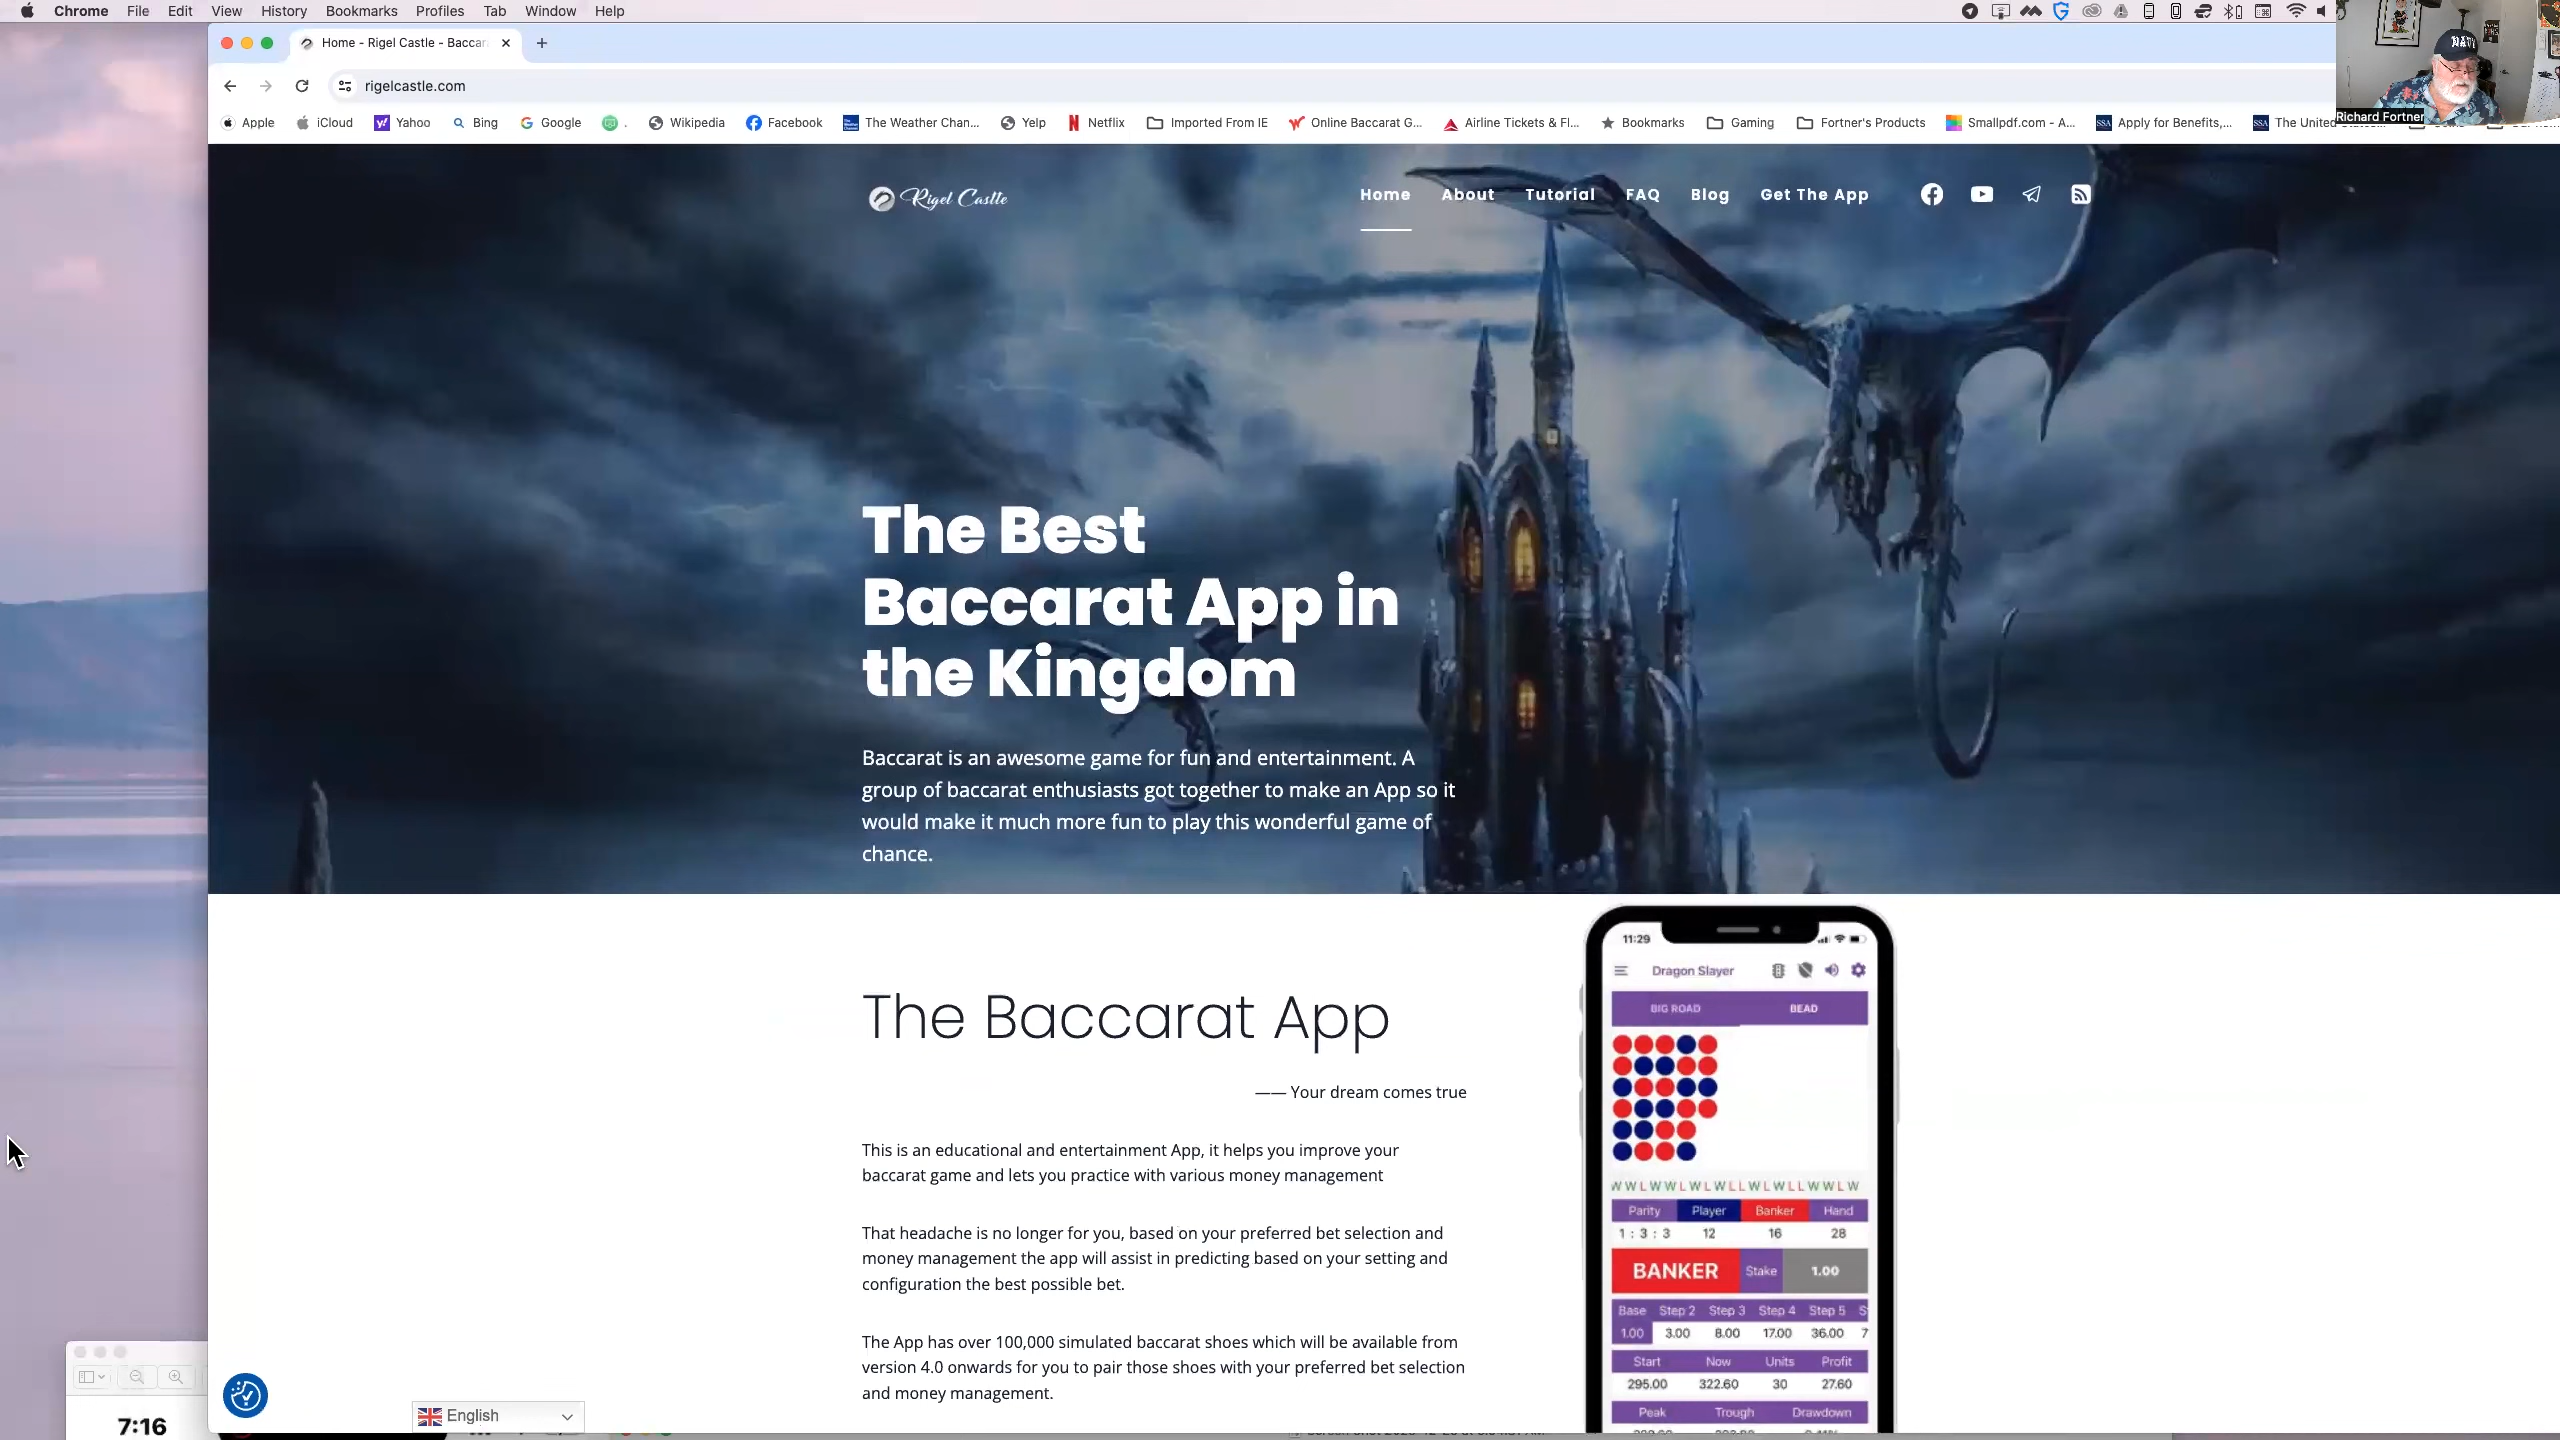 Chrome File Edit View History Bookmarks Profiles Tab Window Help
Home - Rigel Castle - Baccar
rigelcastle.com
NAVY
Richard Fortner
Apple iCloud Yahoo Bing Google . Wikipedia Facebook The Weather Chan... Yelp Netflix Imported From IE Online Baccarat G... Airline Tickets & Fl... Bookmarks Gaming Fortner's Products Smallpdf.com - A... Apply for Benefits,... The United
Rigel Castle
Home About Tutorial FAQ Blog Get The App
The Best
Baccarat App in
the Kingdom
Baccarat is an awesome game for fun and entertainment. A
group of baccarat enthusiasts got together to make an App so it
would make it much more fun to play this wonderful game of
chance.
The Baccarat App
—— Your dream comes true
This is an educational and entertainment App, it helps you improve your
baccarat game and lets you practice with various money management
That headache is no longer for you, based on your preferred bet selection and
money management the app will assist in predicting based on your setting and
configuration the best possible bet.
The App has over 100,000 simulated baccarat shoes which will be available from
version 4.0 onwards for you to pair those shoes with your preferred bet selection
and money management.
11:29
Dragon Slayer
BIG ROAD BEAD
W W L W W L W L W L L W L W L L W W L W
Parity Player Banker Hand
1 : 3 : 3 12 16 28
BANKER Stake 1.00
Base Step 2 Step 3 Step 4 Step 5 S
1.00 3.00 8.00 17.00 36.00 7
Start Now Units Profit
295.00 322.60 30 27.60
Peak Trough Drawdown
English
7:16